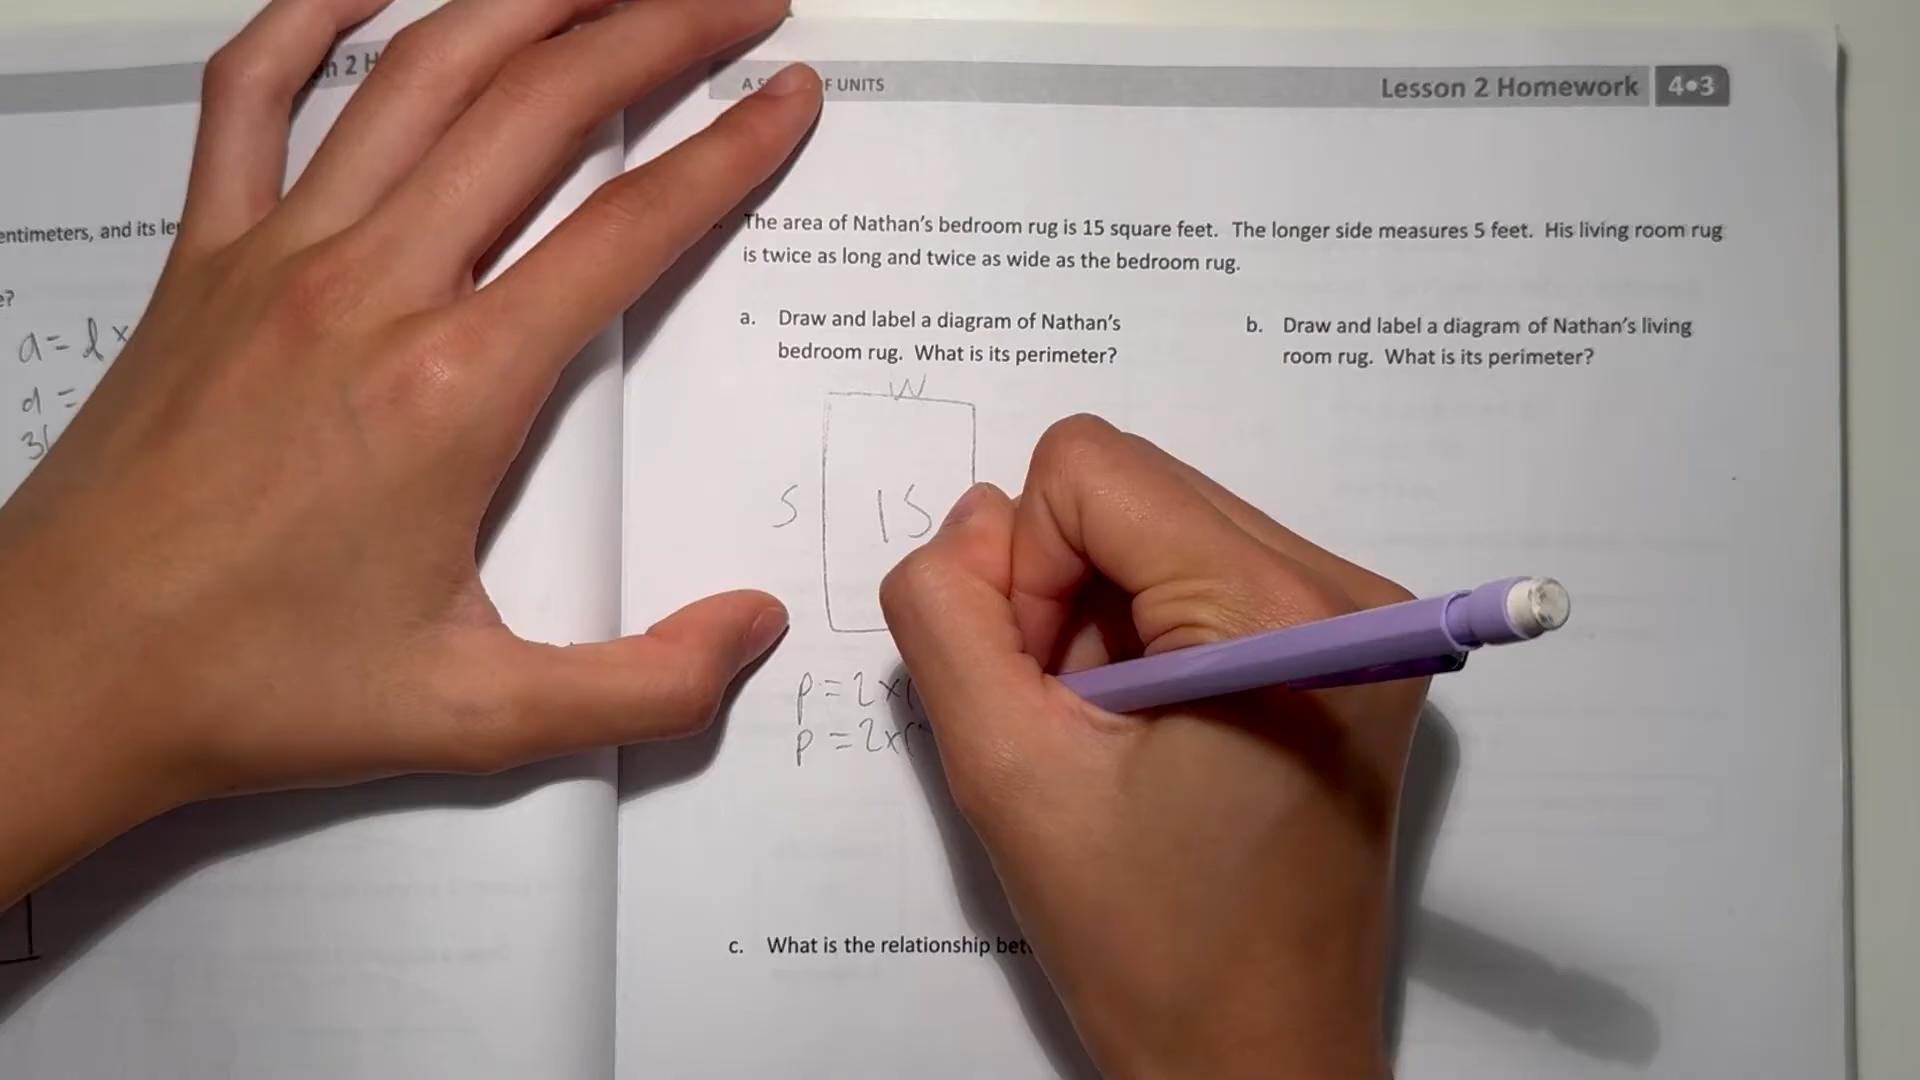 h 2 H
F UNITS
Lesson 2 Homework 4•3
entimeters, and its
e?
a = l x
The area of Nathan's bedroom rug is 15 square feet. The longer side measures 5 feet. His living room rug
is twice as long and twice as wide as the bedroom rug.
a. Draw and label a diagram of Nathan's
bedroom rug. What is its perimeter?
W
5
15
p = 2x(
p = 2x(
b. Draw and label a diagram of Nathan's living
room rug. What is its perimeter?
c. What is the relationship